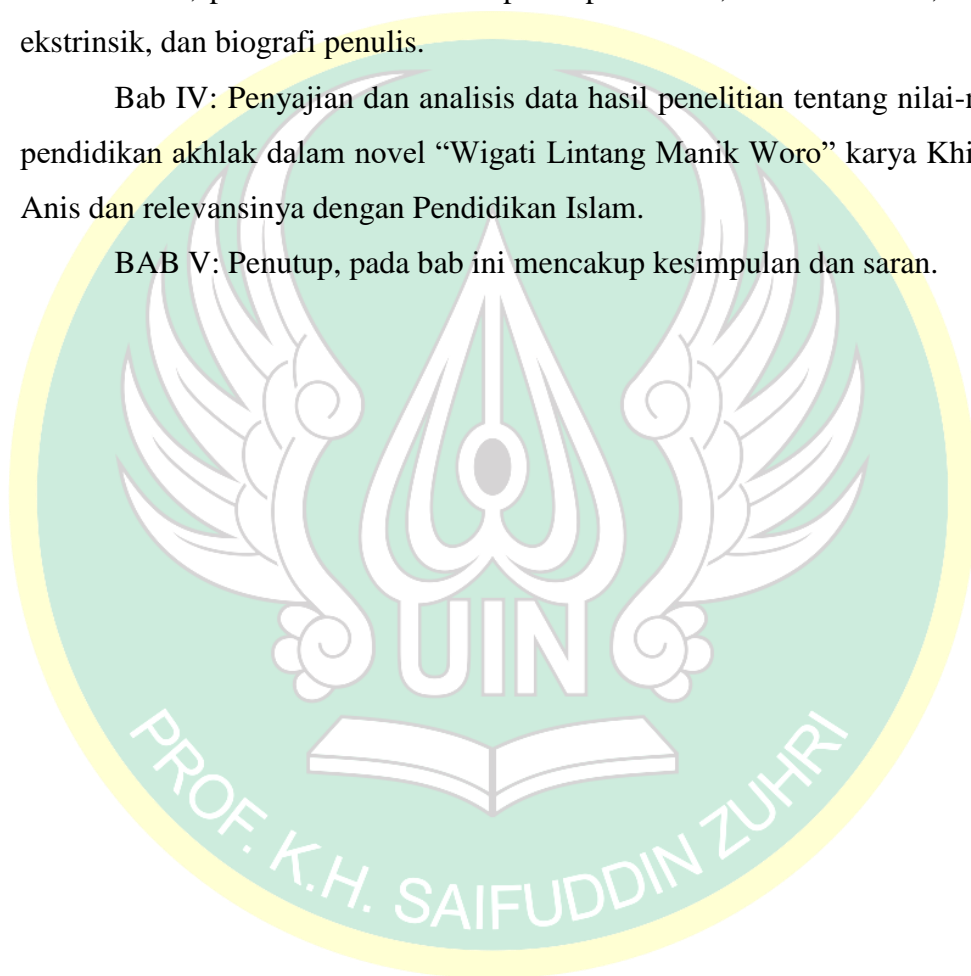 ekstrinsik, dan biografi penulis.
Bab IV: Penyajian dan analisis data hasil penelitian tentang
pendidikan akhlak dalam novel “Wigati Lintang Manik Woro” karya
Anis dan relevansinya dengan Pendidikan Islam.
BAB V: Penutup, pada bab ini mencakup kesimpulan dan saran.
UIN
PROF. K.H. SAIFUDDIN ZUHRI